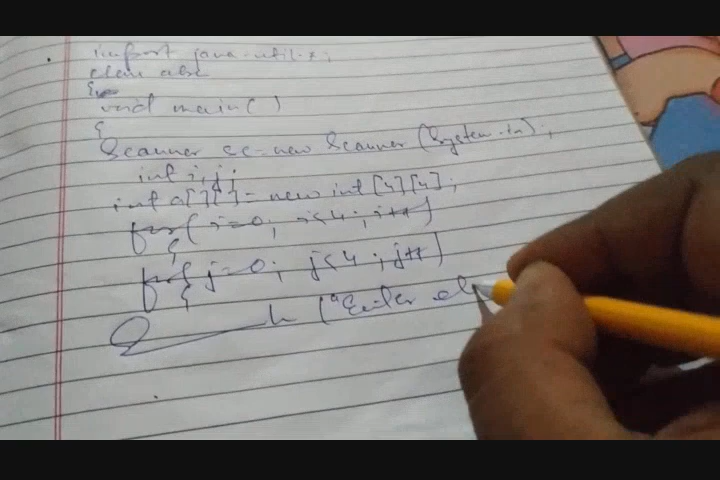 import java.util.*;
class abc
{
void main()
{
Scanner sc=new Scanner(System.in);
int i,j;
int a[][]=new int[4][4];
for(i=0; i<4; i++)
{
for(j=0; j<4; j++)
{
("Enter el